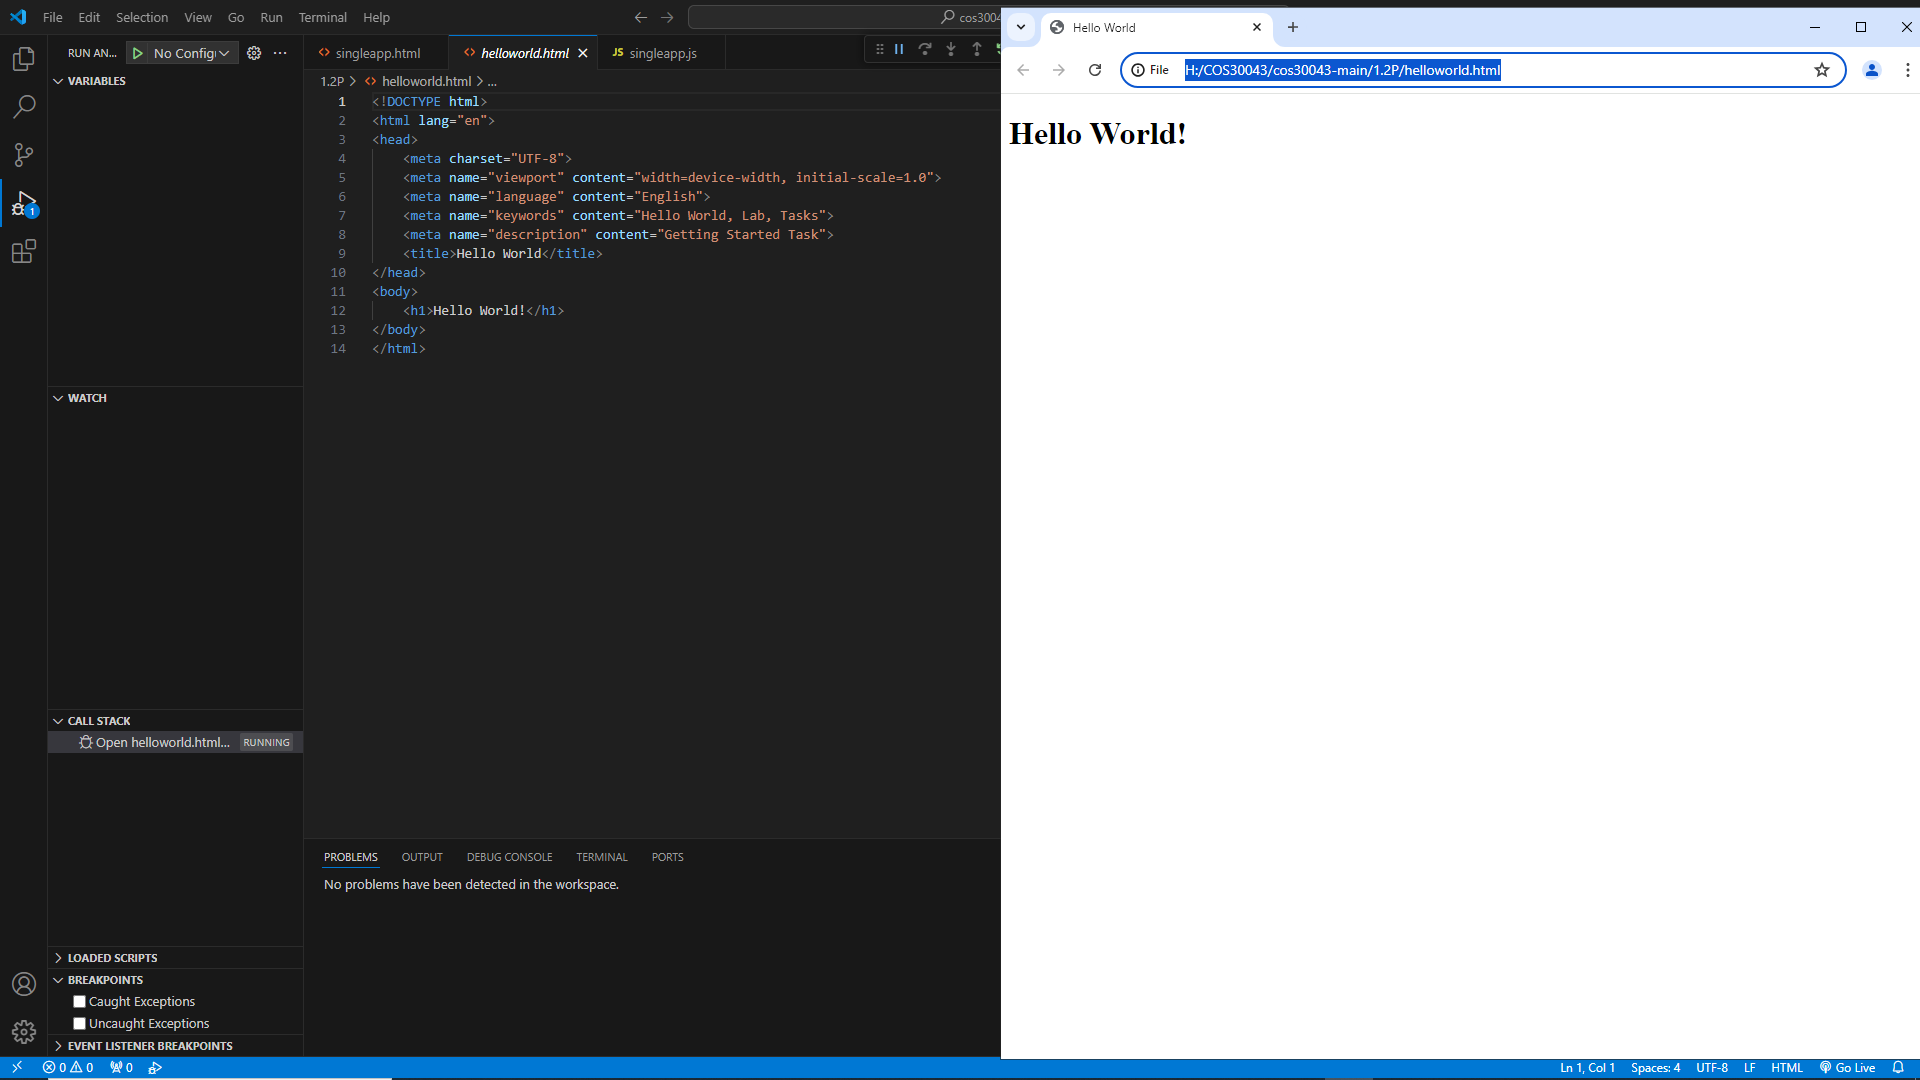 File Edit Selection View Go Run Terminal Help
cos3004
RUN AN... No Config
VARIABLES
WATCH
CALL STACK
Open helloworld.html... RUNNING
LOADED SCRIPTS
BREAKPOINTS
Caught Exceptions
Uncaught Exceptions
EVENT LISTENER BREAKPOINTS
singleapp.html helloworld.html JS singleapp.js
1.2P > helloworld.html > ...
1 <!DOCTYPE html>
2 <html lang="en">
3 <head>
4 <meta charset="UTF-8">
5 <meta name="viewport" content="width=device-width, initial-scale=1.0">
6 <meta name="language" content="English">
7 <meta name="keywords" content="Hello World, Lab, Tasks">
8 <meta name="description" content="Getting Started Task">
9 <title>Hello World</title>
10 </head>
11 <body>
12 <h1>Hello World!</h1>
13 </body>
14 </html>
PROBLEMS OUTPUT DEBUG CONSOLE TERMINAL PORTS
No problems have been detected in the workspace.
Hello World
File H:/COS30043/cos30043-main/1.2P/helloworld.html
Hello World!
1
0 0 0
Ln 1, Col 1 Spaces: 4 UTF-8 LF HTML Go Live